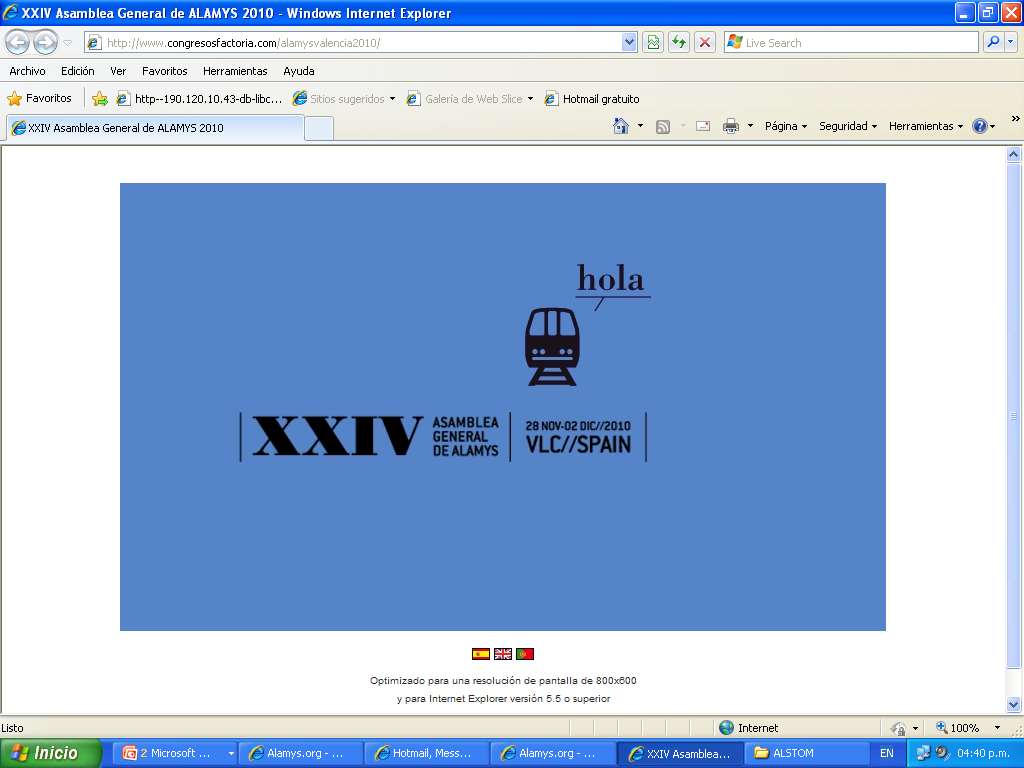 XXIV Asamblea General de ALAMYS 2010 - Windows Internet Explorer
http://www.congresosfactoria.com/alamysvalencia2010/
Live Search
Archivo Edición Ver Favoritos Herramientas Ayuda
Favoritos http--190.120.10.43-db-libc... Sitios sugeridos Galería de Web Slice Hotmail gratuito
XXIV Asamblea General de ALAMYS 2010
Página Seguridad Herramientas »
hola
XXIV
ASAMBLEA
GENERAL
DE ALAMYS
28 NOV-02 DIC//2010
VLC//SPAIN
Optimizado para una resolución de pantalla de 800x600
y para Internet Explorer versión 5.5 o superior
Listo Internet 100%
Inicio 2 Microsoft ... Alamys.org - ... Hotmail, Mess... Alamys.org - ... XXIV Asamblea... ALSTOM EN 04:40 p.m.